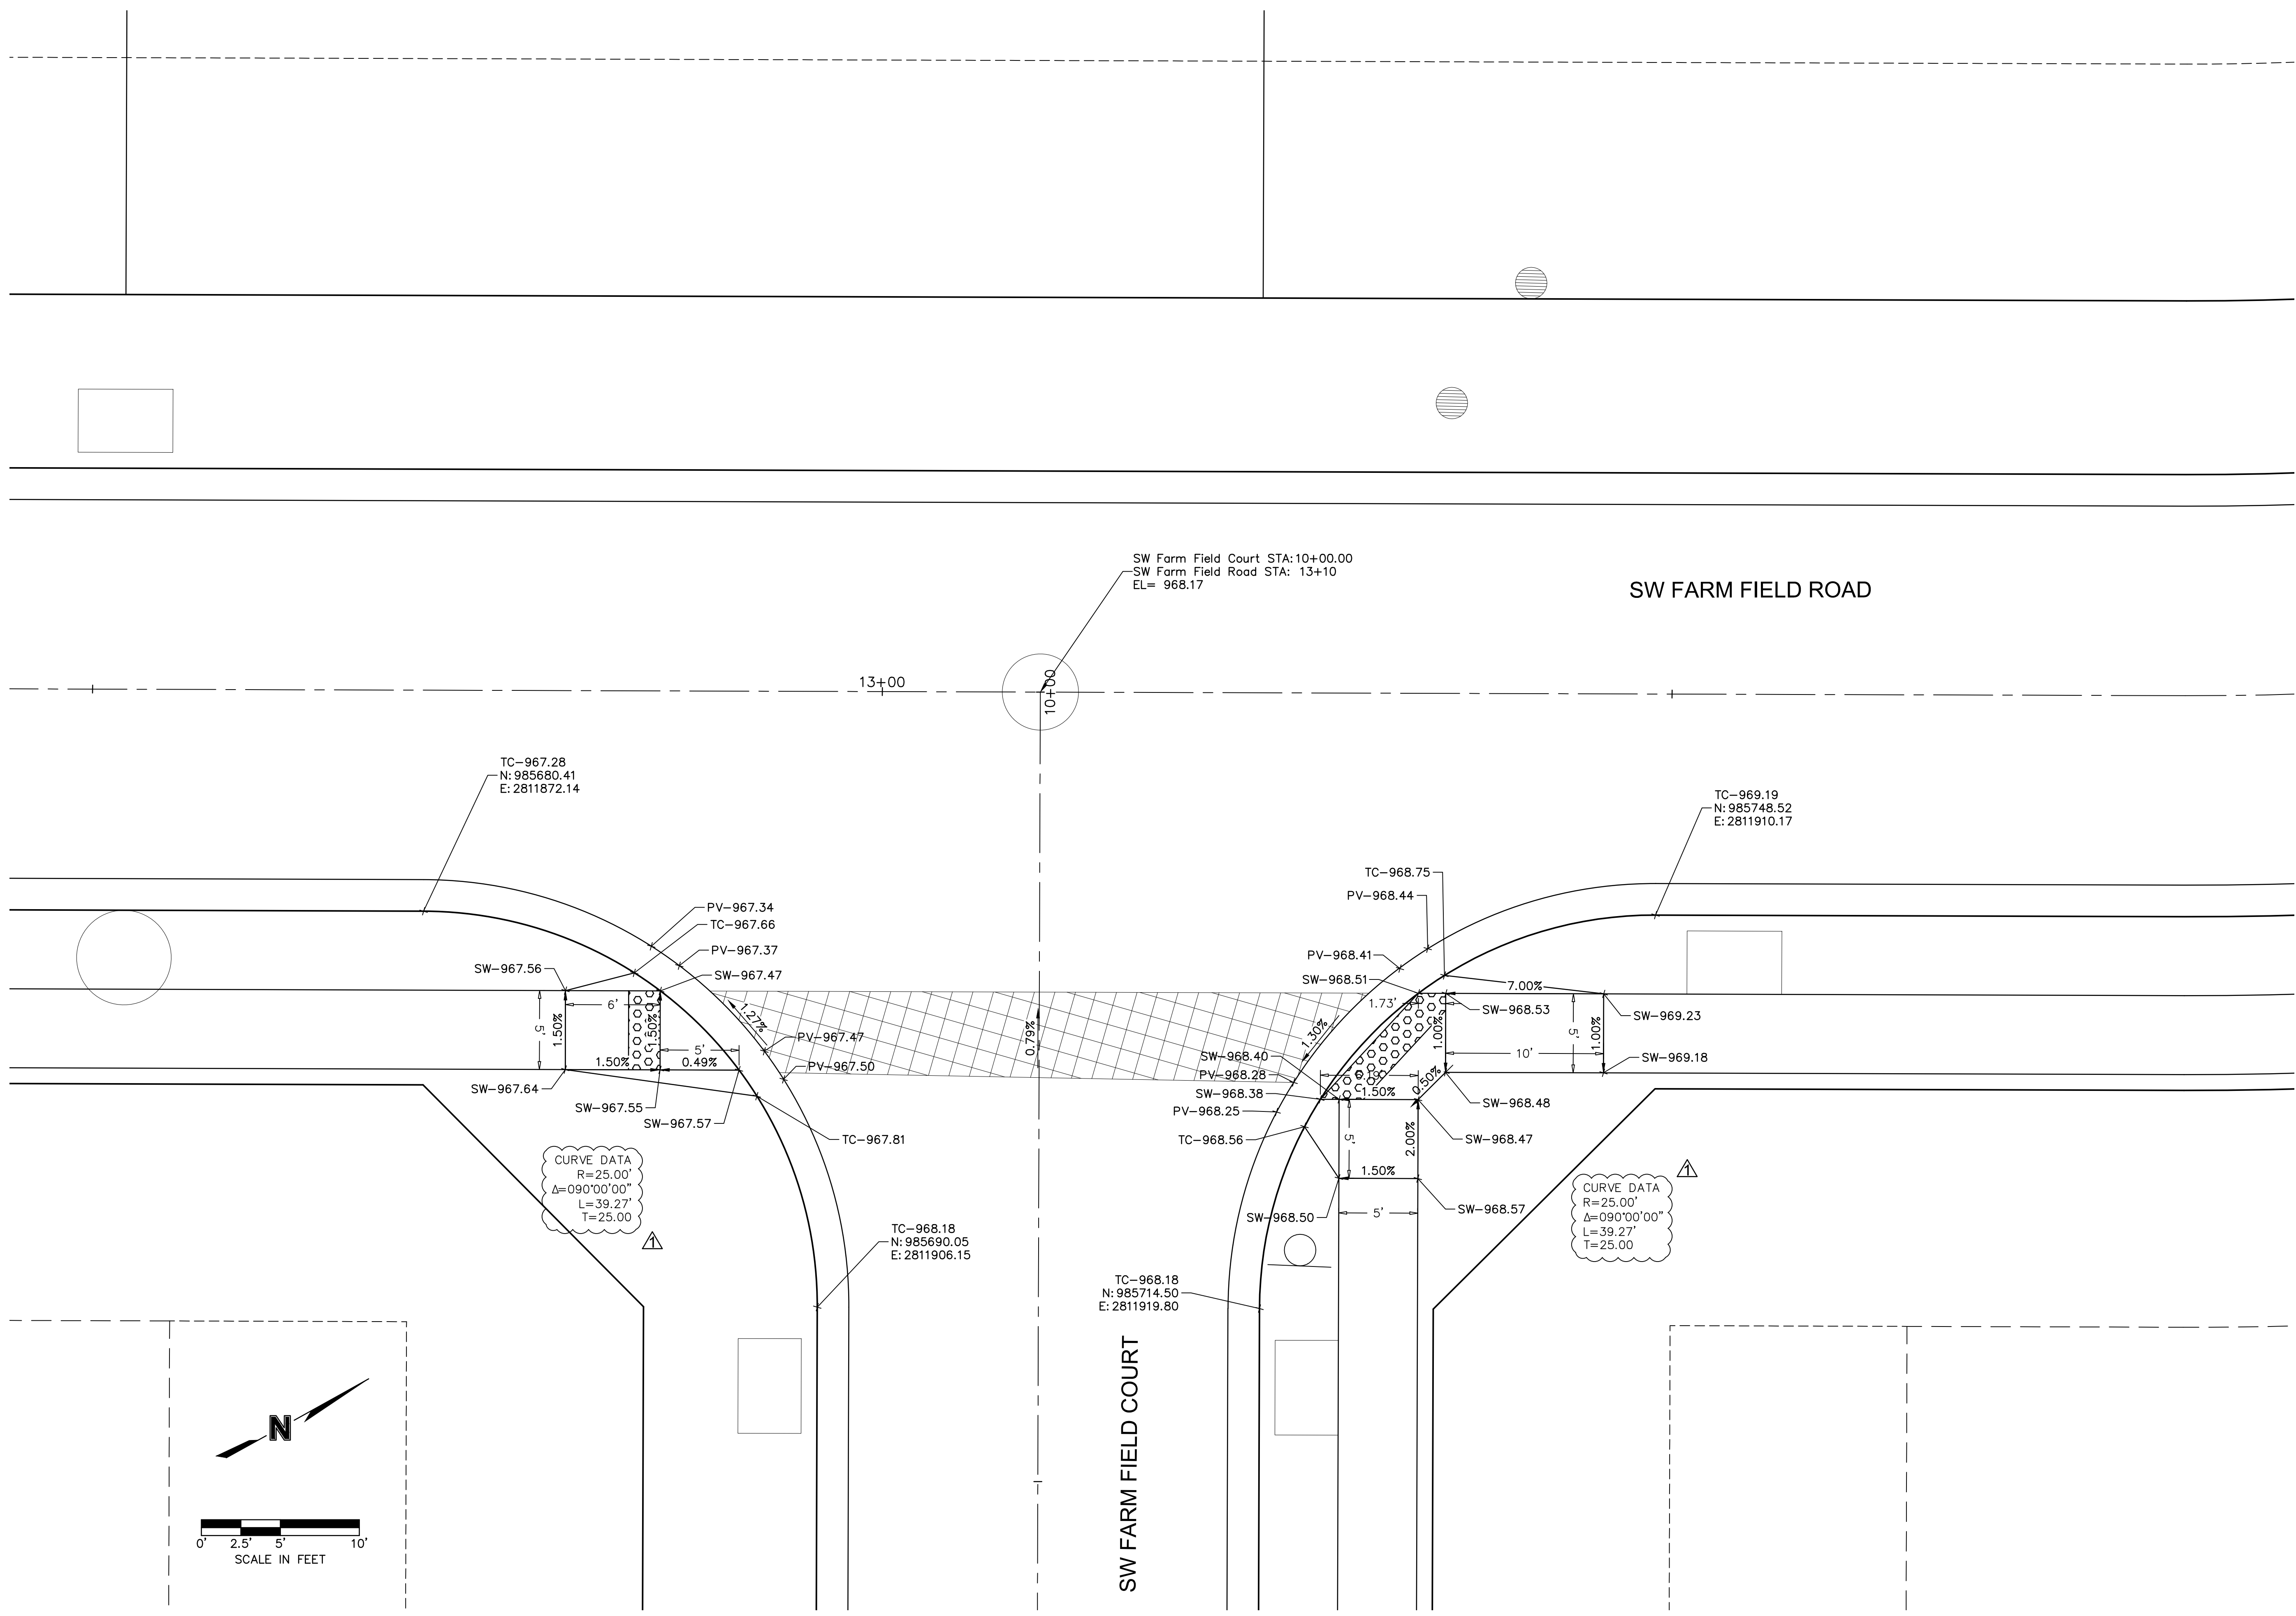 SW Farm Field Court STA:10+00.00
SW Farm Field Road STA: 13+10
EL= 968.17
SW FARM FIELD ROAD
13+00
10+00
TC-967.28
N:985680.41
E:2811872.14
TC-969.19
N:985748.52
E:2811910.17
TC-968.75
PV-968.44
PV-967.34
TC-967.66
PV-967.37
PV-968.41
SW-967.56
SW-967.47
SW-968.51
7.00%
6'
1.73'
SW-968.53
SW-969.23
5'
1.50%
1.50%
1.27%
0.79%
1.30%
1.00%
5'
1.00%
PV-967.47
5'
10'
SW-968.40
SW-969.18
1.50%
0.49%
PV-967.50
PV-968.28
6.19'
0.50%
SW-967.64
SW-968.38
1.50%
SW-967.55
PV-968.25
SW-968.48
SW-967.57
TC-967.81
TC-968.56
5'
2.00%
SW-968.47
1.50%
CURVE DATA
R=25.00'
Δ=090°00'00"
L=39.27'
T=25.00
1
1
CURVE DATA
R=25.00'
Δ=090°00'00"
L=39.27'
T=25.00
SW-968.50
5'
SW-968.57
TC-968.18
N:985690.05
E:2811906.15
TC-968.18
N:985714.50
E:2811919.80
SW FARM FIELD COURT
N
0' 2.5' 5' 10'
SCALE IN FEET